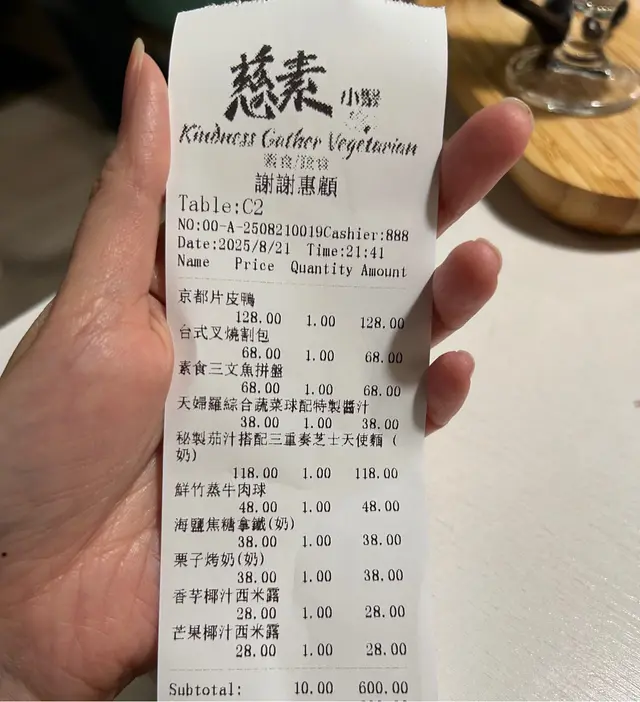 慈素
小製
Kindness Gather Vegetarian
素食/蔬食
謝謝惠顧
Table:C2
NO:00-A-2508210019Cashier:888
Date:2025/8/21 Time:21:41
Name Price Quantity Amount
京都片皮鴨
128.00 1.00 128.00
台式叉燒割包
68.00 1.00 68.00
素食三文魚拼盤
68.00 1.00 68.00
天婦羅綜合蔬菜球配特製醬汁
38.00 1.00 38.00
秘製茄汁搭配三重奏芝士天使麵(
奶)
118.00 1.00 118.00
鮮竹蒸牛肉球
48.00 1.00 48.00
海鹽焦糖拿鐵(奶)
38.00 1.00 38.00
栗子烤奶(奶)
38.00 1.00 38.00
香芋椰汁西米露
28.00 1.00 28.00
芒果椰汁西米露
28.00 1.00 28.00
Subtotal: 10.00 600.00